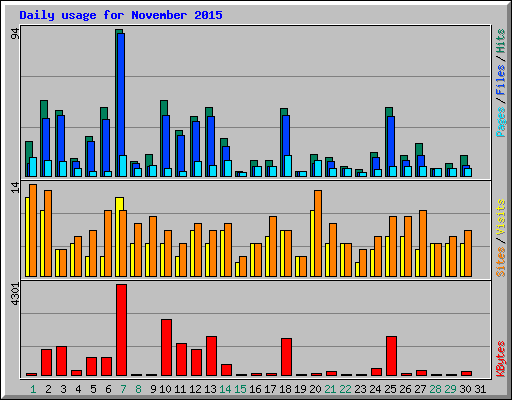 Daily usage for November 2015
94
Pages / Files / Hits
14
Sites / Visits
4301
KBytes
1 2 3 4 5 6 7 8 9 10 11 12 13 14 15 16 17 18 19 20 21 22 23 24 25 26 27 28 29 30 31